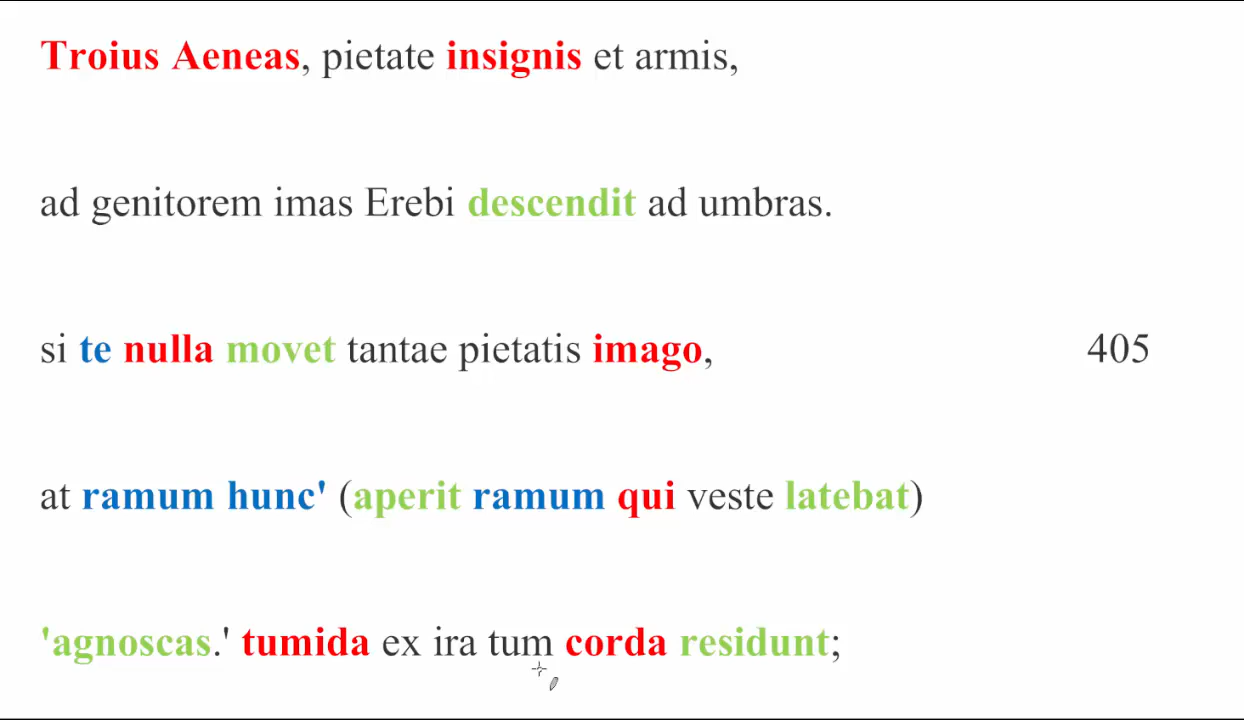 Troius Aeneas, pietate insignis et armis,
ad genitorem imas Erebi descendit ad umbras.
si te nulla movet tantae pietatis imago, 405
at ramum hunc' (aperit ramum qui veste latebat)
'agnoscas.' tumida ex ira tum corda residunt;